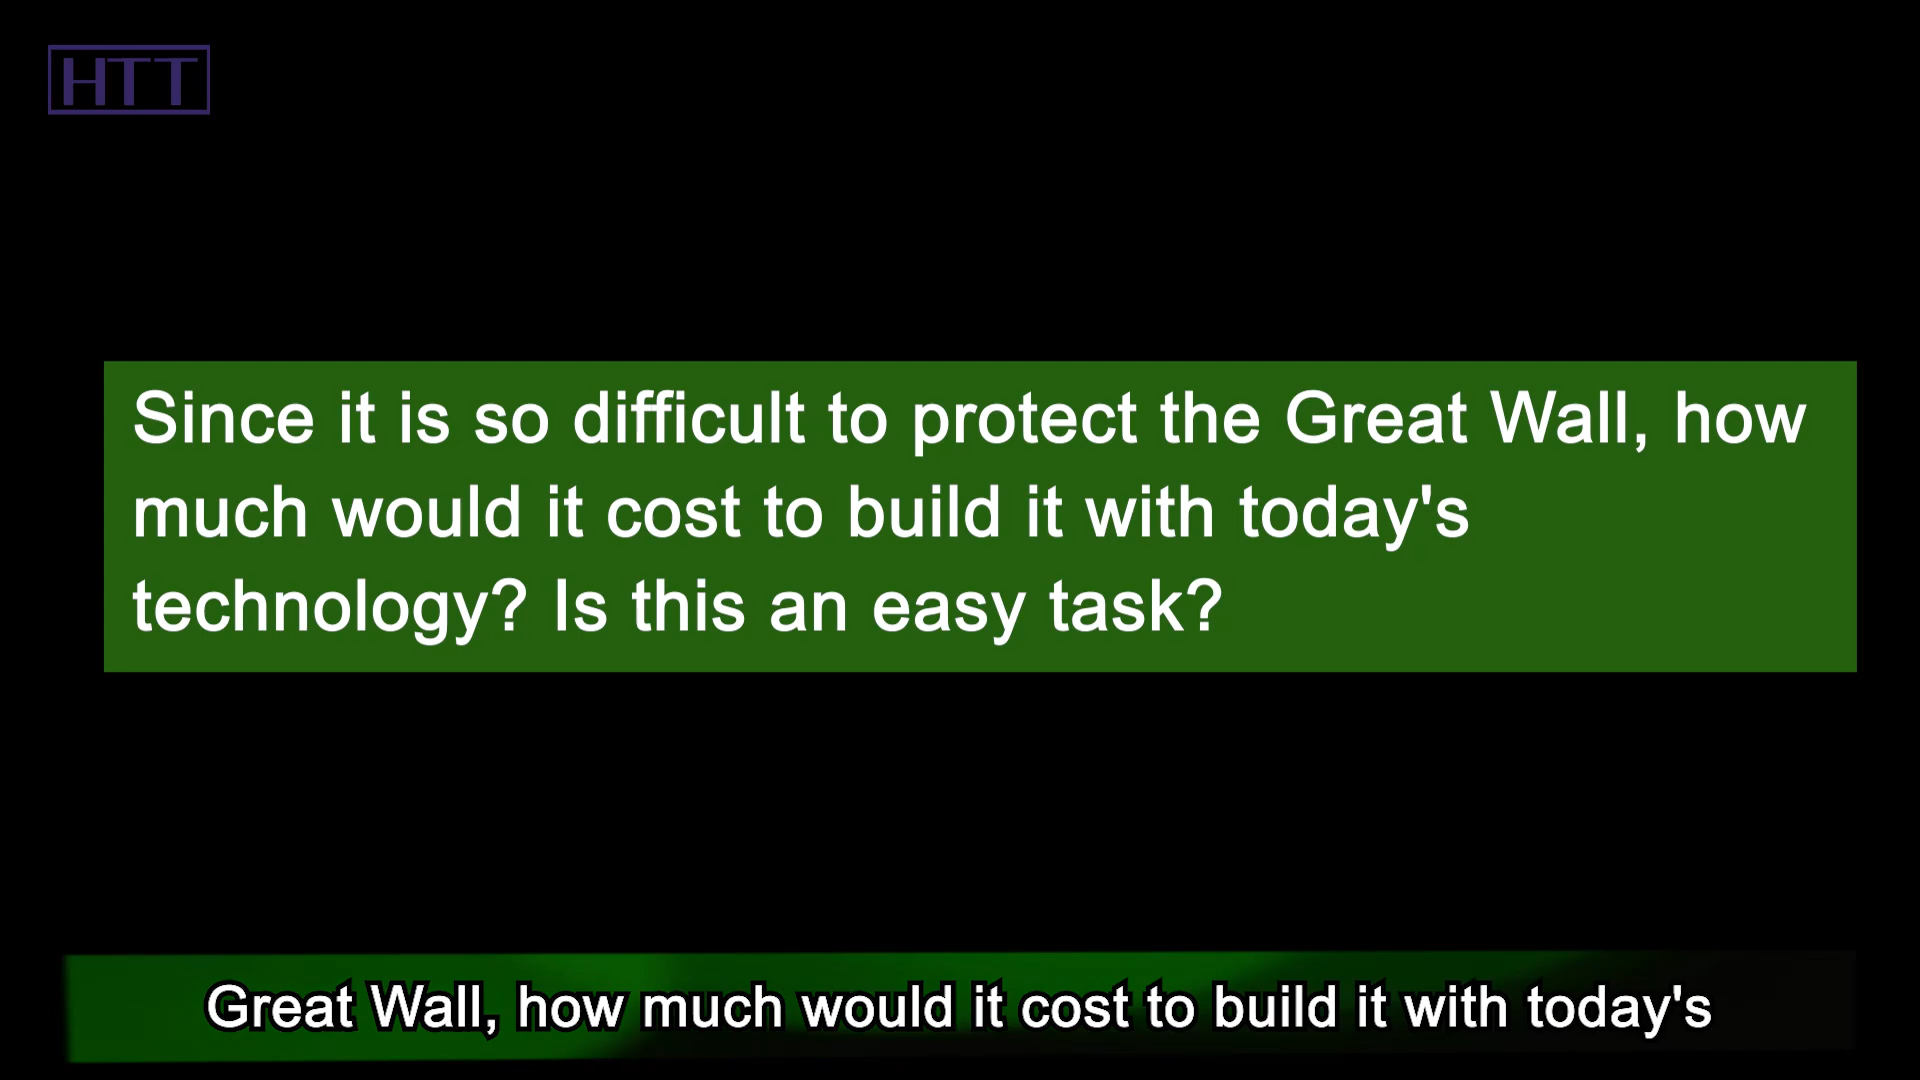 HTT
Since it is so difficult to protect the Great Wall, how
much would it cost to build it with today's
technology? Is this an easy task?
Great Wall, how much would it cost to build it with today's